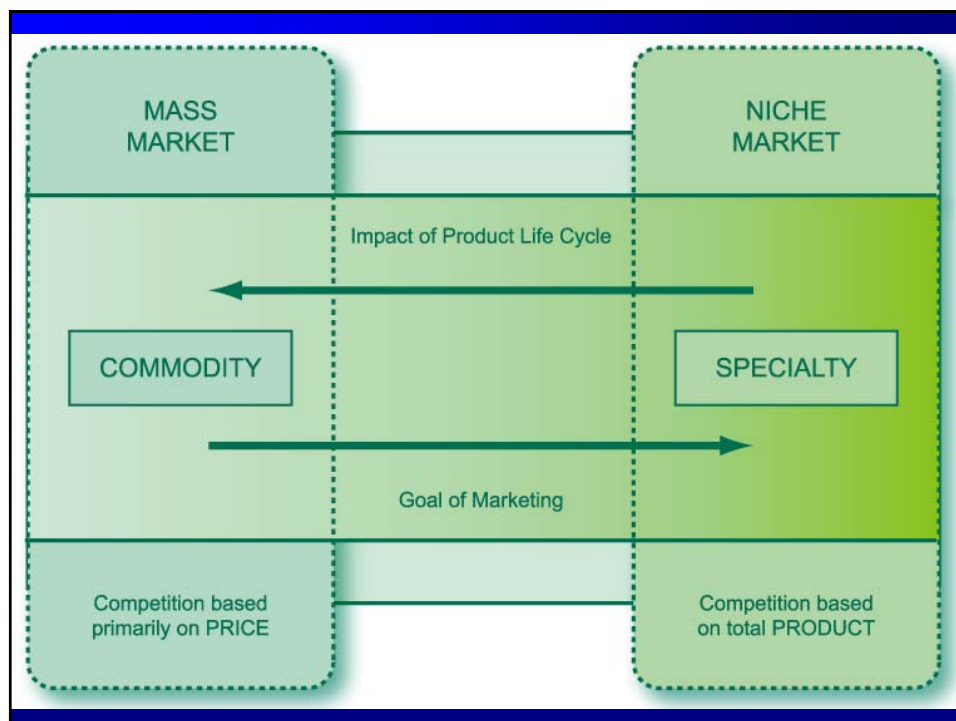 MASS
MARKET
NICHE
MARKET
Impact of Product Life Cycle
COMMODITY
SPECIALTY
Goal of Marketing
Competition based
primarily on PRICE
Competition based
on total PRODUCT